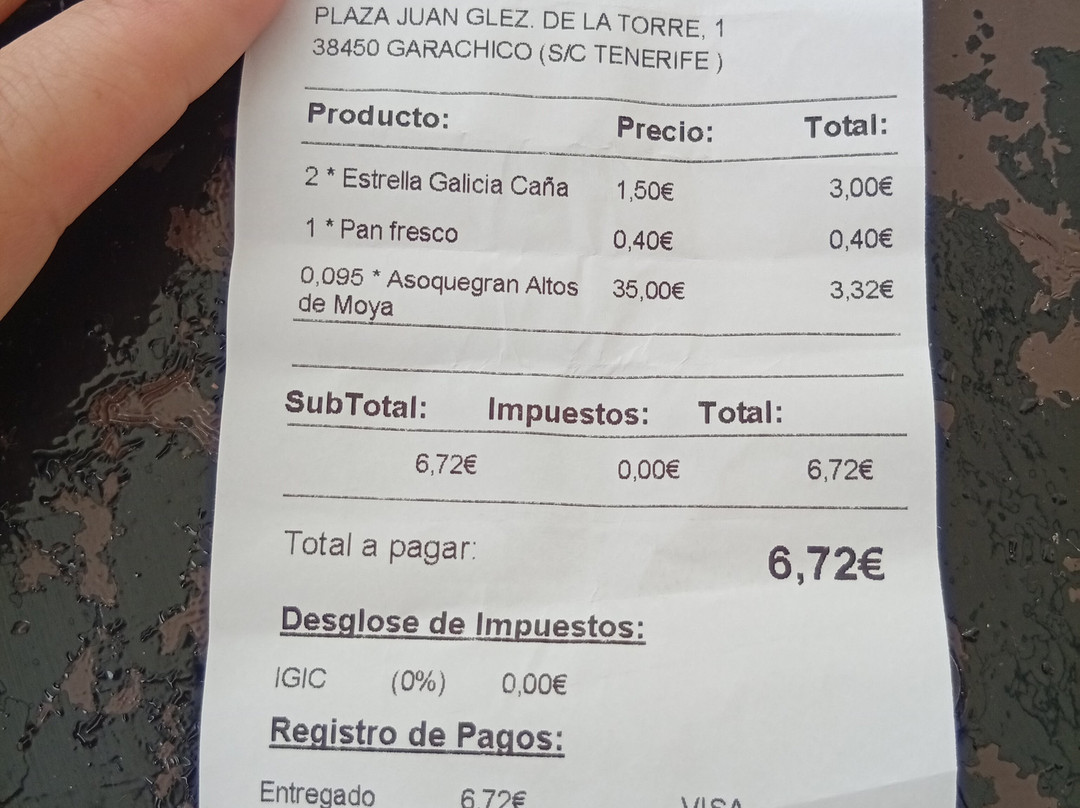 PLAZA JUAN GLEZ. DE LA TORRE, 1
38450 GARACHICO (S/C TENERIFE )
Producto: Precio: Total:
2 * Estrella Galicia Caña 1,50€ 3,00€
1 * Pan fresco 0,40€ 0,40€
0,095 * Asoquegran Altos 35,00€ 3,32€
de Moya
SubTotal: Impuestos: Total:
6,72€ 0,00€ 6,72€
Total a pagar: 6,72€
Desglose de Impuestos:
IGIC (0%) 0,00€
Registro de Pagos:
Entregado 6,72€ VISA